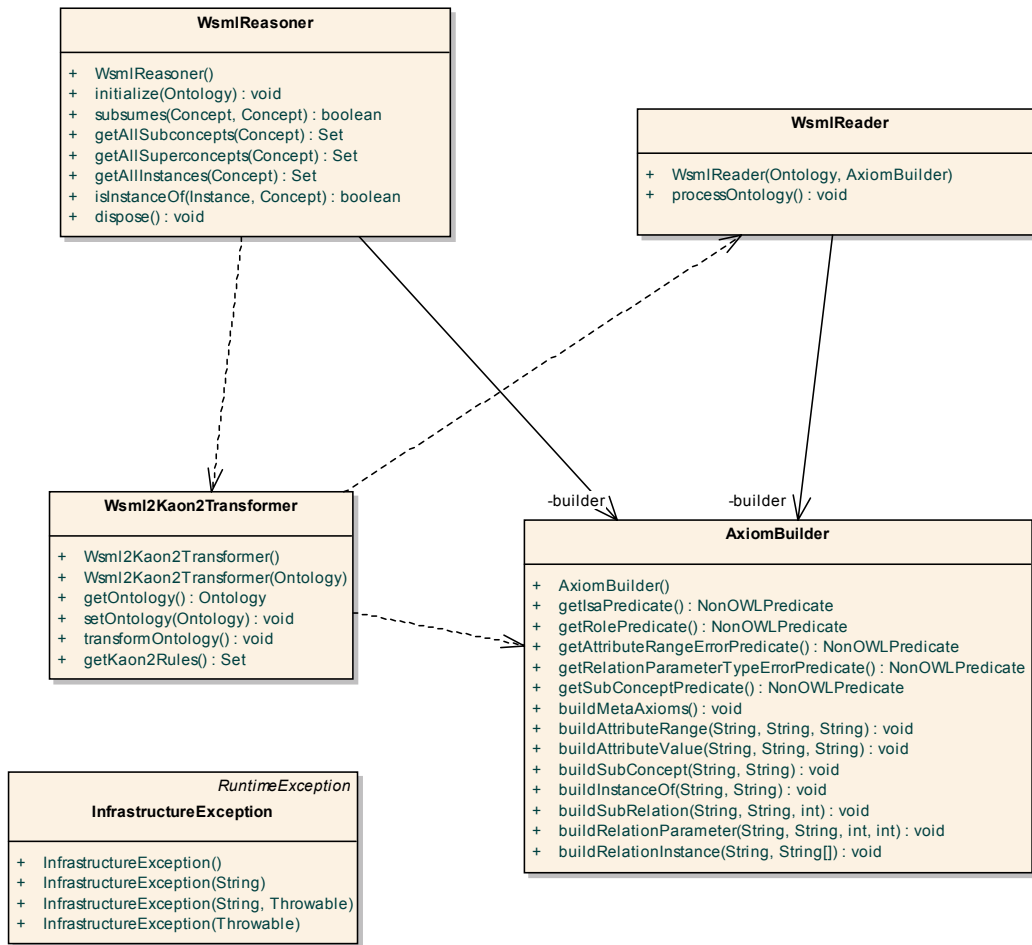 WsmlReasoner
+ WsmlReasoner()
+ initialize(Ontology) : void
+ subsumes(Concept, Concept) : boolean
+ getAllSubconcepts(Concept) : Set
+ getAllSuperconcepts(Concept) : Set
+ getAllInstances(Concept) : Set
+ isInstanceOf(Instance, Concept) : boolean
+ dispose() : void
WsmlReader
+ WsmlReader(Ontology, AxiomBuilder)
+ processOntology() : void
Wsml2Kaon2Transformer
+ Wsml2Kaon2Transformer()
+ Wsml2Kaon2Transformer(Ontology)
+ getOntology() : Ontology
+ setOntology(Ontology) : void
+ transformOntology() : void
+ getKaon2Rules() : Set
-builder
-builder
AxiomBuilder
+ AxiomBuilder()
+ getIsaPredicate() : NonOWLPredicate
+ getRolePredicate() : NonOWLPredicate
+ getAttributeRangeErrorPredicate() : NonOWLPredicate
+ getRelationParameterTypeErrorPredicate() : NonOWLPredicate
+ getSubConceptPredicate() : NonOWLPredicate
+ buildMetaAxioms() : void
+ buildAttributeRange(String, String, String) : void
+ buildAttributeValue(String, String, String) : void
+ buildSubConcept(String, String) : void
+ buildInstanceOf(String, String) : void
+ buildSubRelation(String, String, int) : void
+ buildRelationParameter(String, String, int, int) : void
+ buildRelationInstance(String, String[]) : void
RuntimeException
InfrastructureException
+ InfrastructureException()
+ InfrastructureException(String)
+ InfrastructureException(String, Throwable)
+ InfrastructureException(Throwable)